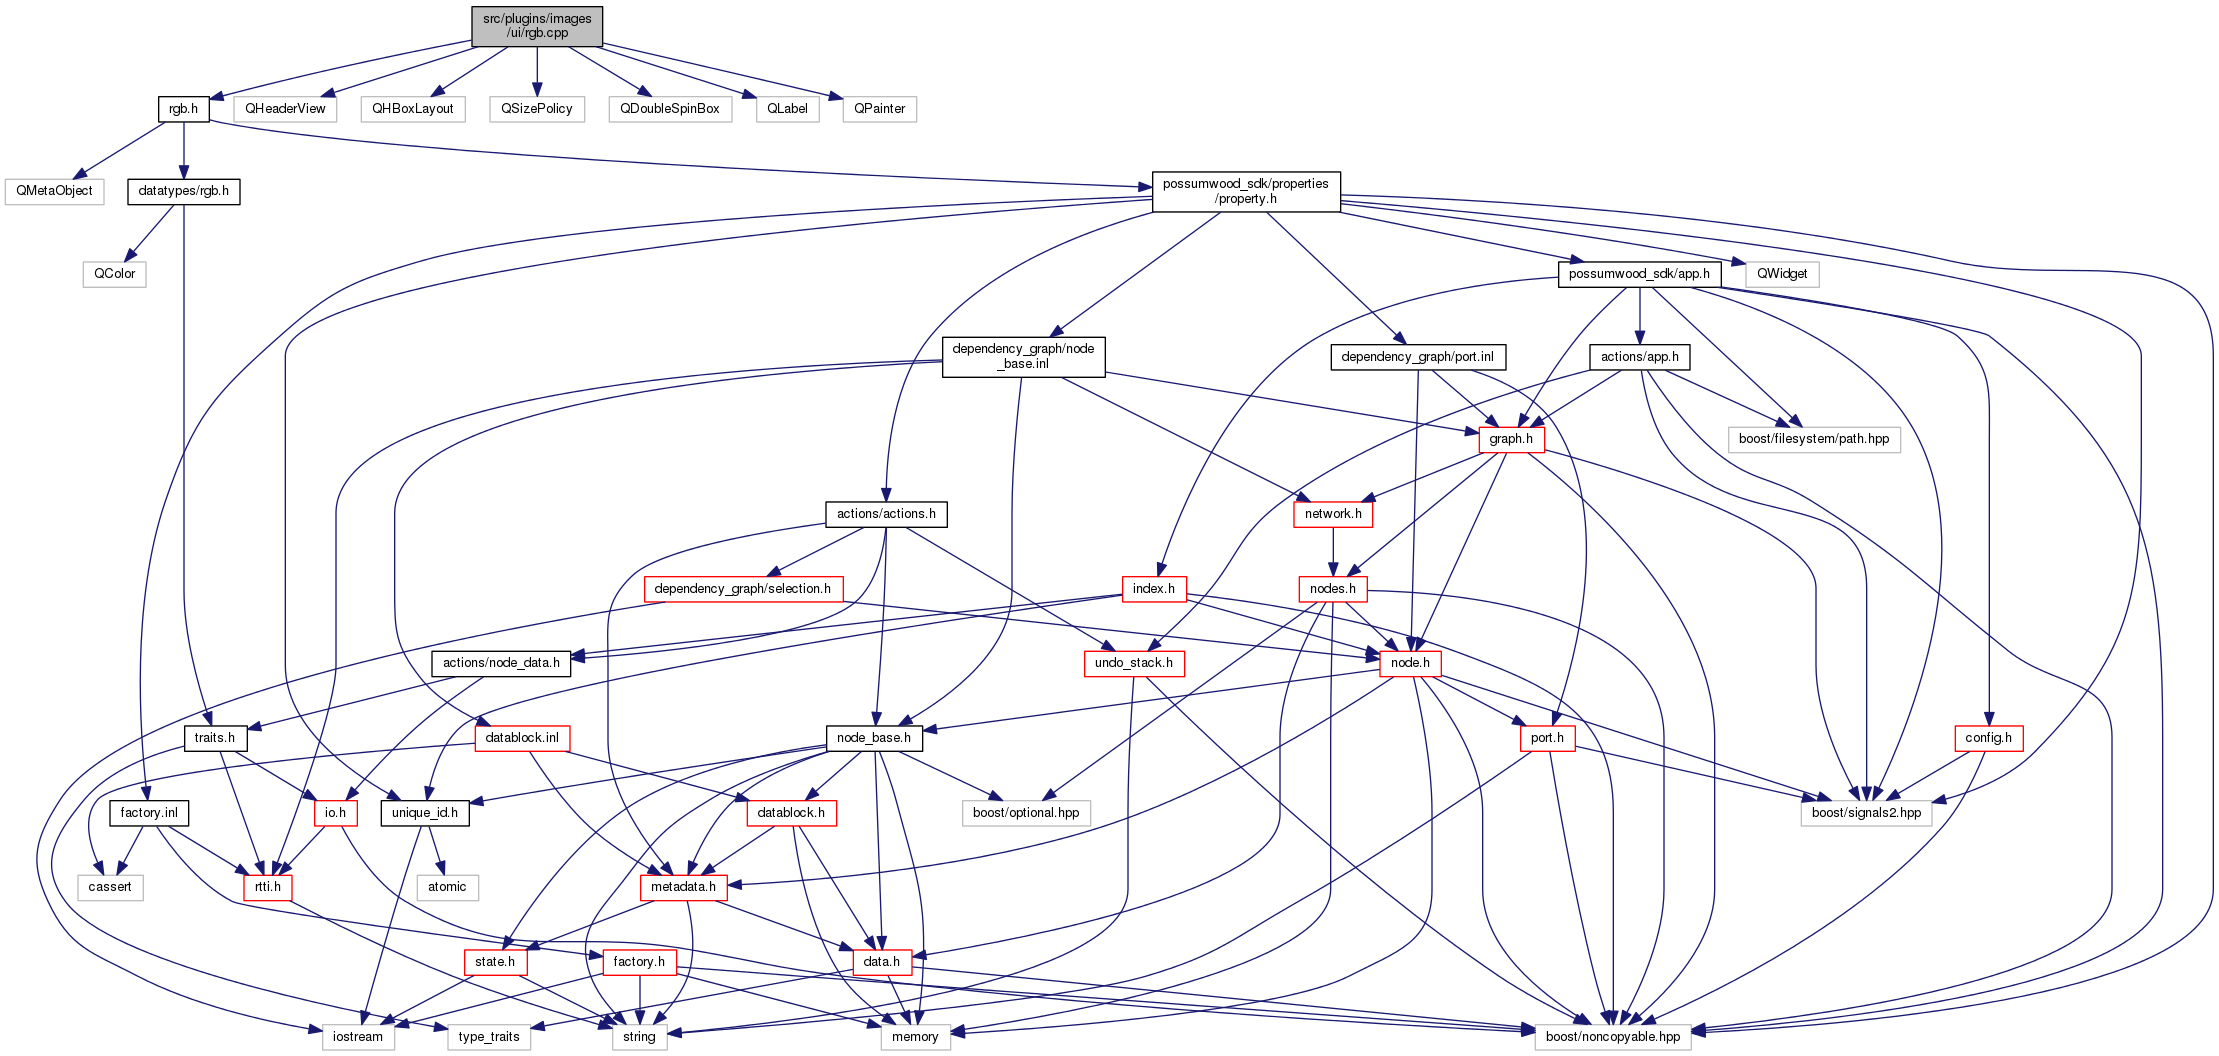 src/plugins/images
/ui/rgb.cpp
rgb.h
QHeaderView
QHBoxLayout
QSizePolicy
QDoubleSpinBox
QLabel
QPainter
QMetaObject
datatypes/rgb.h
possumwood_sdk/properties
/property.h
QColor
possumwood_sdk/app.h
QWidget
dependency_graph/node
_base.inl
dependency_graph/port.inl
actions/app.h
graph.h
boost/filesystem/path.hpp
actions/actions.h
network.h
dependency_graph/selection.h
index.h
nodes.h
actions/node_data.h
undo_stack.h
node.h
traits.h
datablock.inl
node_base.h
port.h
config.h
factory.inl
io.h
unique_id.h
datablock.h
boost/optional.hpp
boost/signals2.hpp
cassert
rtti.h
atomic
metadata.h
state.h
factory.h
data.h
iostream
type_traits
string
memory
boost/noncopyable.hpp